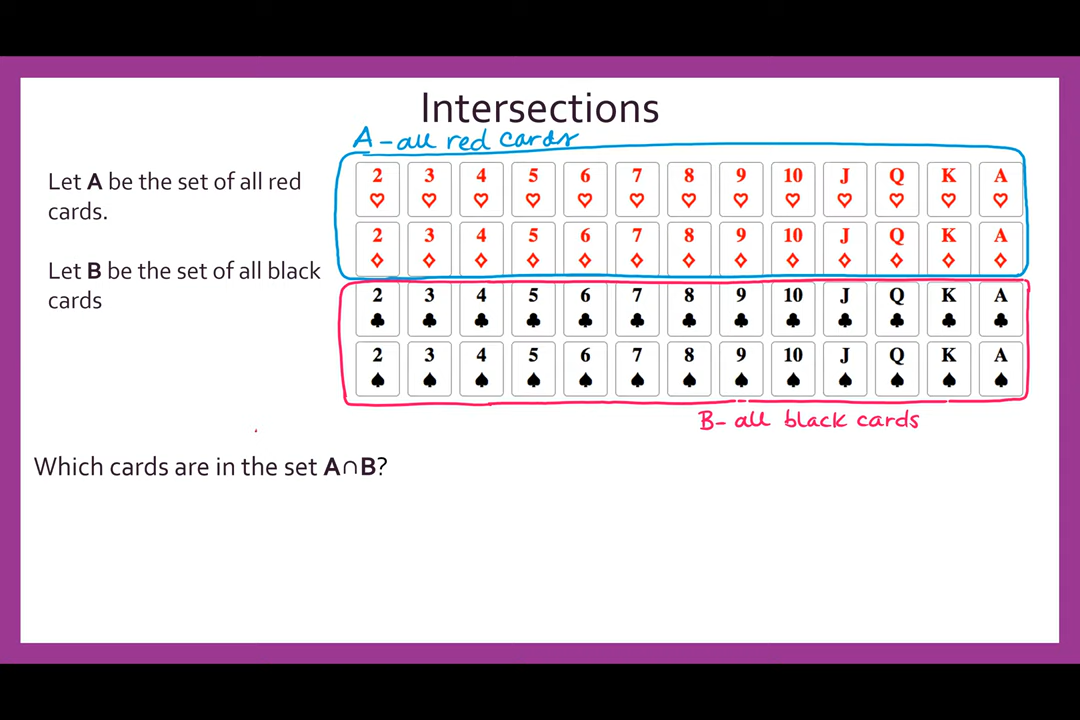 Intersections
A - all red cards
Let A be the set of all red
cards.
Let B be the set of all black
cards
2 3 4 5 6 7 8 9 10 J Q K A
♡ ♡ ♡ ♡ ♡ ♡ ♡ ♡ ♡ ♡ ♡ ♡ ♡
2 3 4 5 6 7 8 9 10 J Q K A
♢ ♢ ♢ ♢ ♢ ♢ ♢ ♢ ♢ ♢ ♢ ♢ ♢
2 3 4 5 6 7 8 9 10 J Q K A
♣ ♣ ♣ ♣ ♣ ♣ ♣ ♣ ♣ ♣ ♣ ♣ ♣
2 3 4 5 6 7 8 9 10 J Q K A
♠ ♠ ♠ ♠ ♠ ♠ ♠ ♠ ♠ ♠ ♠ ♠ ♠
B- all black cards
Which cards are in the set A∩B?